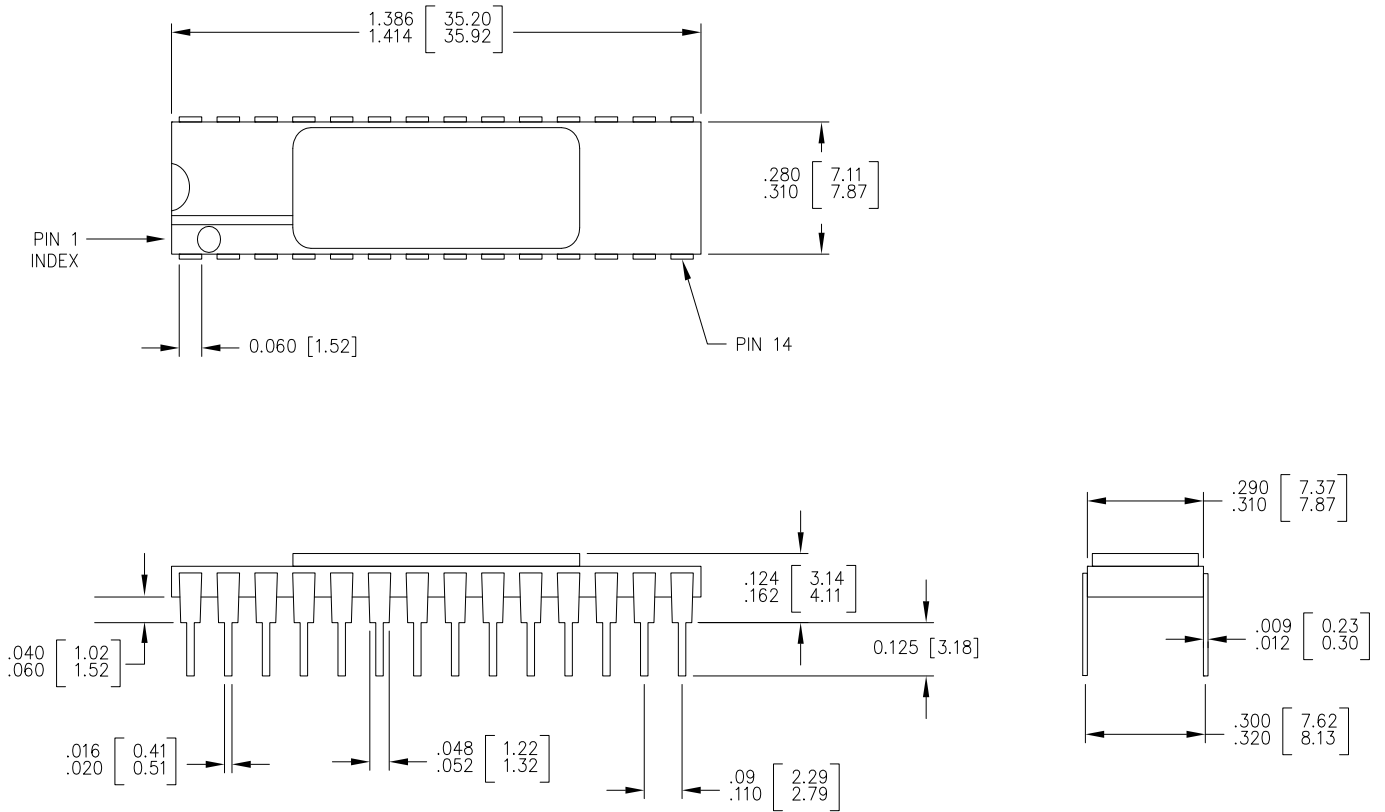 1.386 [ 35.20 ]
1.414 [ 35.92 ]
.280 [ 7.11 ]
.310 [ 7.87 ]
PIN 1
INDEX
0.060 [1.52]
PIN 14
.290 [ 7.37 ]
.310 [ 7.87 ]
.124 [ 3.14 ]
.162 [ 4.11 ]
.040 [ 1.02 ]
.060 [ 1.52 ]
0.125 [3.18]
.009 [ 0.23 ]
.012 [ 0.30 ]
.016 [ 0.41 ]
.020 [ 0.51 ]
.048 [ 1.22 ]
.052 [ 1.32 ]
.09 [ 2.29 ]
.110 [ 2.79 ]
.300 [ 7.62 ]
.320 [ 8.13 ]